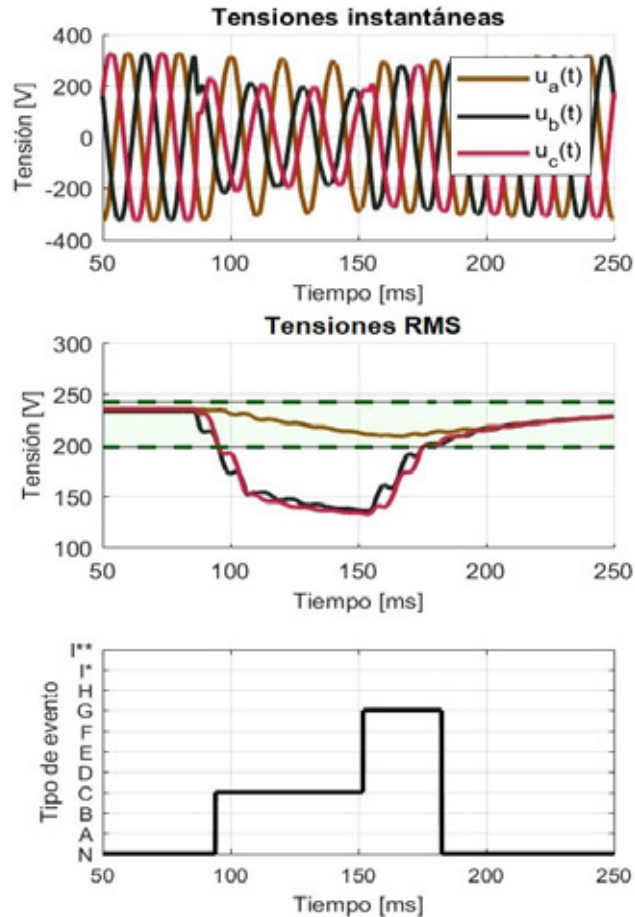 Tensiones instantáneas
400
200
0
-200
-400
Tensión [V]
u_a(t)
u_b(t)
u_c(t)
50 100 150 200 250
Tiempo [ms]
Tensiones RMS
300
250
200
150
100
Tensión [V]
50 100 150 200 250
Tiempo [ms]
I**
I*
H
G
F
E
D
C
B
A
N
Tipo de evento
50 100 150 200 250
Tiempo [ms]